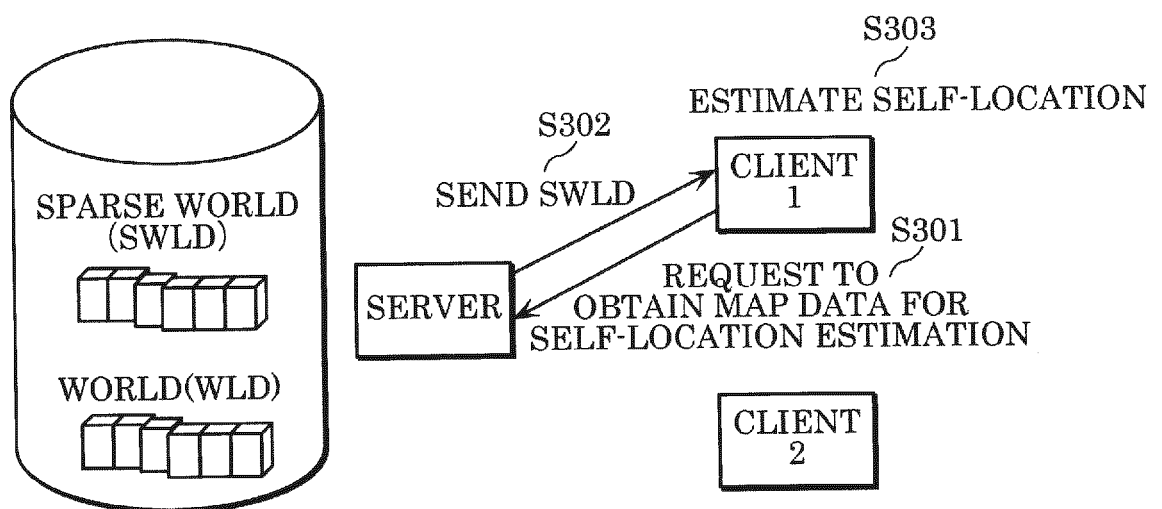 S303
ESTIMATE SELF-LOCATION
S302
SEND SWLD
CLIENT
1
SPARSE WORLD
(SWLD)
S301
REQUEST TO
OBTAIN MAP DATA FOR
SELF-LOCATION ESTIMATION
SERVER
WORLD(WLD)
CLIENT
2